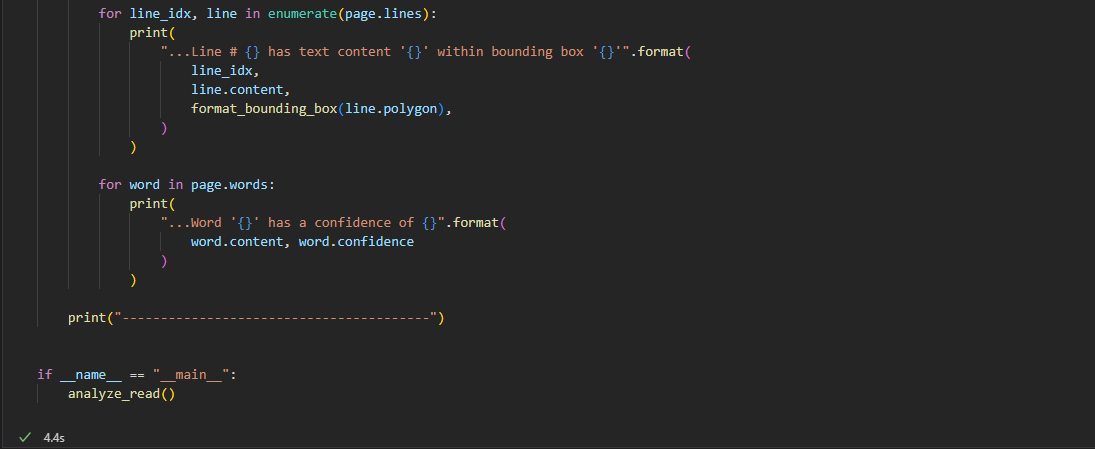 for line_idx, line in enumerate(page.lines):
print(
"...Line # {} has text content '{}' within bounding box '{}'".format(
line_idx,
line.content,
format_bounding_box(line.polygon),
)
)
for word in page.words:
print(
"...Word '{}' has a confidence of {}".format(
word.content, word.confidence
)
)
print("----------------------------------------")
if __name__ == "__main__":
analyze_read()
4.4s